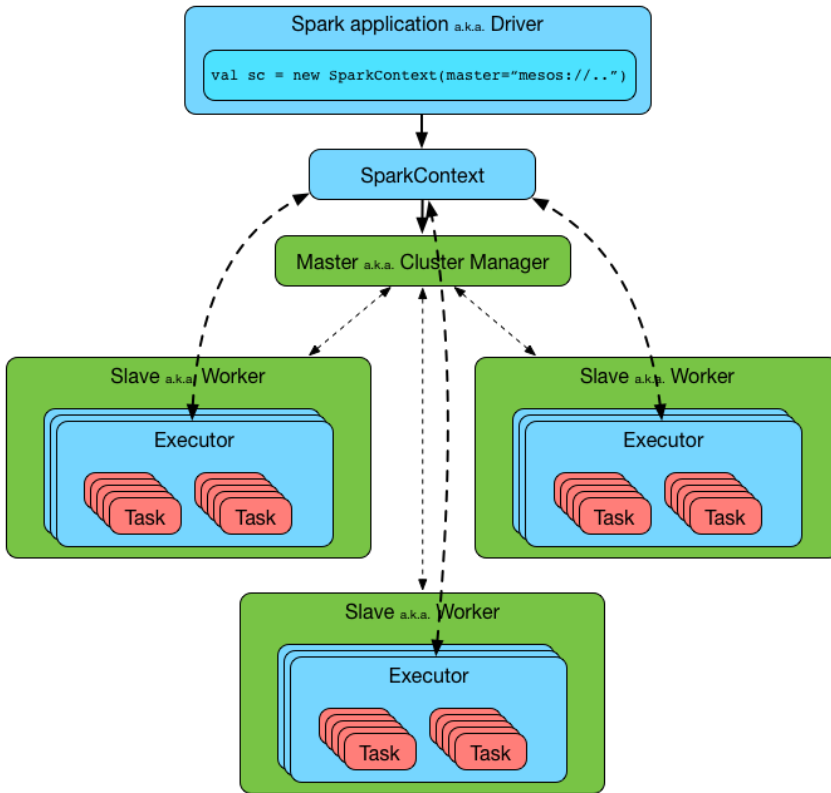 Spark application a.k.a. Driver
val sc = new SparkContext(master=“mesos://..”)
SparkContext
Master a.k.a. Cluster Manager
Slave a.k.a. Worker
Executor
Task
Task
Slave a.k.a. Worker
Executor
Task
Task
Slave a.k.a. Worker
Executor
Task
Task